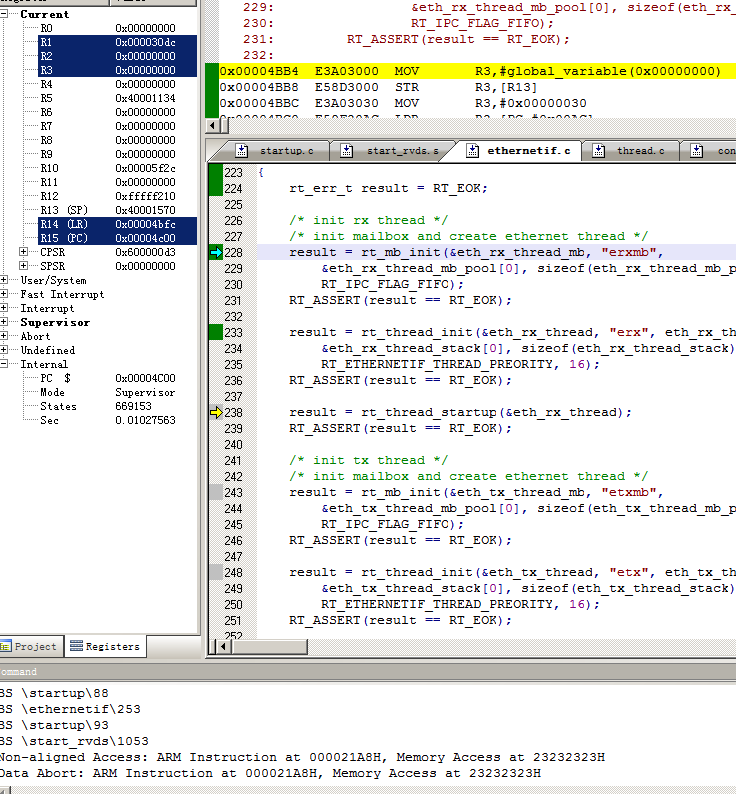 Current
R0 0x00000000
R1 0x000030dc
R2 0x00000000
R3 0x00000000
R4 0x00000000
R5 0x40001134
R6 0x00000000
R7 0x00000000
R8 0x00000000
R9 0x00000000
R10 0x00005f2c
R11 0x00000000
R12 0xfffff210
R13 (SP) 0x40001570
R14 (LR) 0x00004bfc
R15 (PC) 0x00004c00
CPSR 0x600000d3
SPSR 0x00000000
User/System
Fast Interrupt
Interrupt
Supervisor
Abort
Undefined
Internal
PC $ 0x00004C00
Mode Supervisor
States 669153
Sec 0.01027563
Project Registers
229: &eth_rx_thread_mb_pool[0], sizeof(eth_rx_
230: RT_IPC_FLAG_FIFO);
231: RT_ASSERT(result == RT_EOK);
232:
0x00004BB4 E3A03000 MOV R3,#global_variable(0x00000000)
0x00004BB8 E58D3000 STR R3,[R13]
0x00004BBC E3A03030 MOV R3,#0x00000030
startup.c start_rvds.s ethernetif.c thread.c con
223 {
224 rt_err_t result = RT_EOK;
225
226 /* init rx thread */
227 /* init mailbox and create ethernet thread */
228 result = rt_mb_init(&eth_rx_thread_mb, "erxmb",
229 &eth_rx_thread_mb_pool[0], sizeof(eth_rx_thread_mb_p
230 RT_IPC_FLAG_FIFO);
231 RT_ASSERT(result == RT_EOK);
232
233 result = rt_thread_init(&eth_rx_thread, "erx", eth_rx_th
234 &eth_rx_thread_stack[0], sizeof(eth_rx_thread_stack)
235 RT_ETHERNETIF_THREAD_PREORITY, 16);
236 RT_ASSERT(result == RT_EOK);
237
238 result = rt_thread_startup(&eth_rx_thread);
239 RT_ASSERT(result == RT_EOK);
240
241 /* init tx thread */
242 /* init mailbox and create ethernet thread */
243 result = rt_mb_init(&eth_tx_thread_mb, "etxmb",
244 &eth_tx_thread_mb_pool[0], sizeof(eth_tx_thread_mb_p
245 RT_IPC_FLAG_FIFO);
246 RT_ASSERT(result == RT_EOK);
247
248 result = rt_thread_init(&eth_tx_thread, "etx", eth_tx_th
249 &eth_tx_thread_stack[0], sizeof(eth_tx_thread_stack)
250 RT_ETHERNETIF_THREAD_PREORITY, 16);
251 RT_ASSERT(result == RT_EOK);
252
ommand
BS \startup\88
BS \ethernetif\253
BS \startup\93
BS \start_rvds\1053
Non-aligned Access: ARM Instruction at 000021A8H, Memory Access at 23232323H
Data Abort: ARM Instruction at 000021A8H, Memory Access at 23232323H